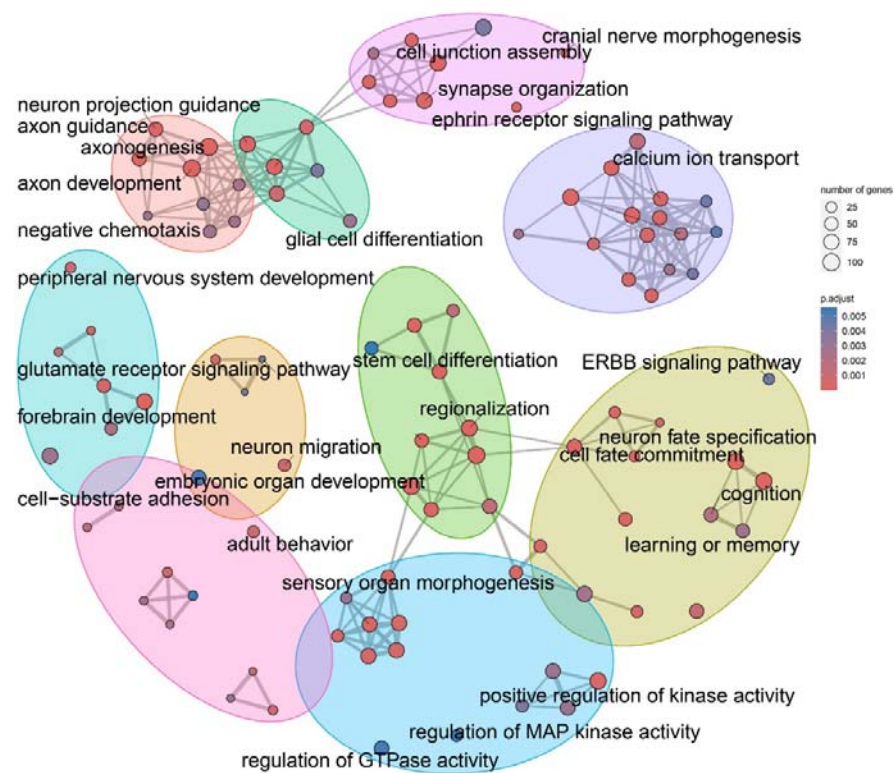 cranial nerve morphogenesis
cell junction assembly
synapse organization
neuron projection guidance
ephrin receptor signaling pathway
axon guidance
axonogenesis
calcium ion transport
axon development
negative chemotaxis
glial cell differentiation
number of genes
25
50
75
100
peripheral nervous system development
p.adjust
0.005
0.004
0.003
0.002
0.001
glutamate receptor signaling pathway
stem cell differentiation
ERBB signaling pathway
forebrain development
regionalization
neuron migration
neuron fate specification
cell fate commitment
embryonic organ development
cell-substrate adhesion
cognition
adult behavior
learning or memory
sensory organ morphogenesis
positive regulation of kinase activity
regulation of MAP kinase activity
regulation of GTPase activity